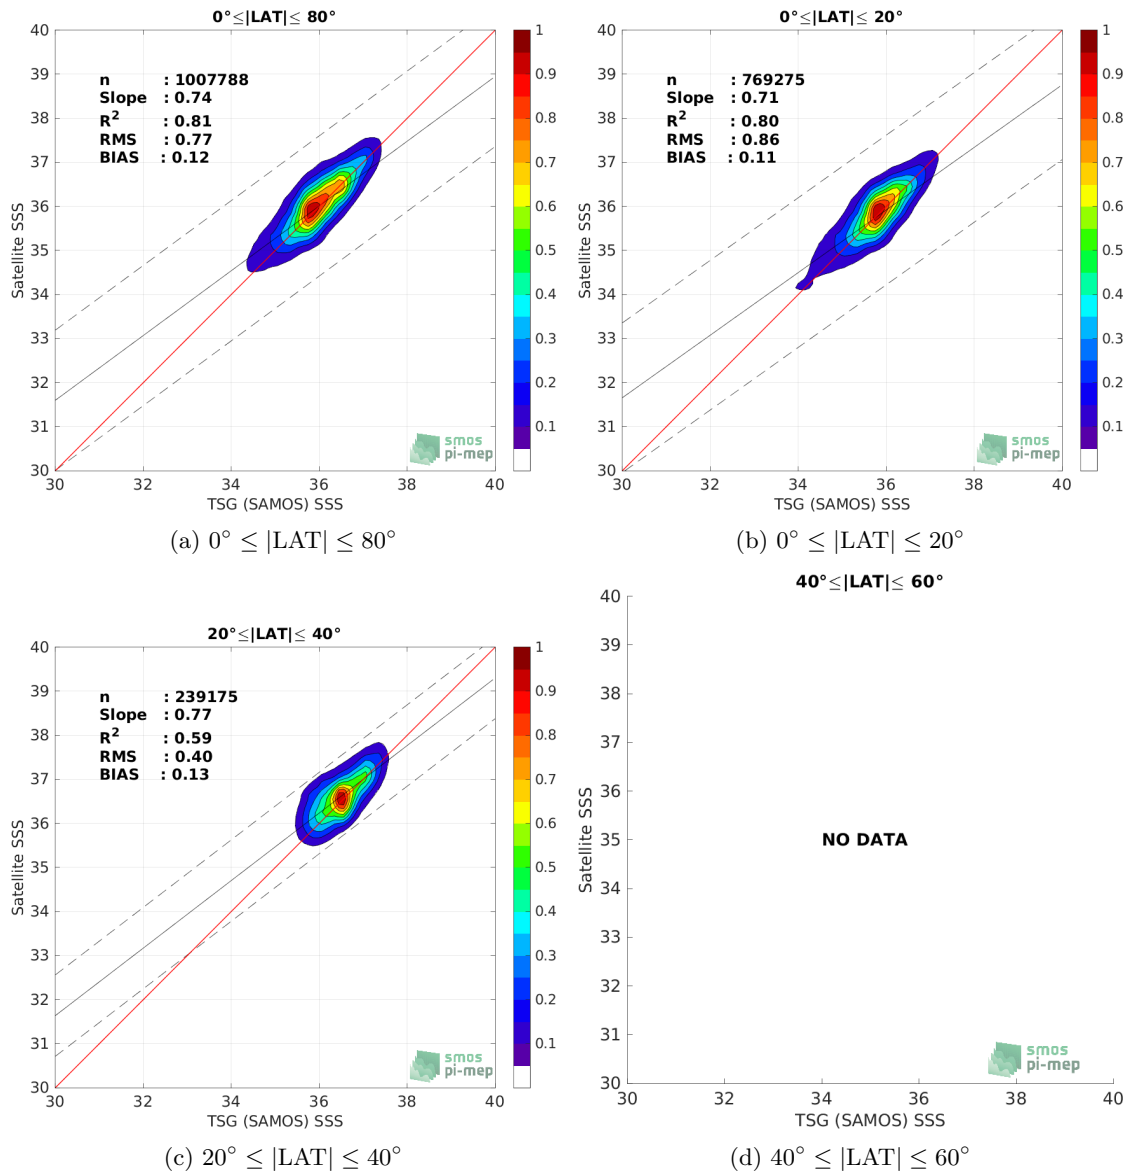 0°≤|LAT|≤ 80°
n : 1007788
Slope : 0.74
R² : 0.81
RMS : 0.77
BIAS : 0.12
40
39
38
37
36
35
34
33
32
31
30
Satellite SSS
30 32 34 36 38 40
TSG (SAMOS) SSS
1
0.9
0.8
0.7
0.6
0.5
0.4
0.3
0.2
0.1
smos
pi-mep
(a) 0° ≤ |LAT| ≤ 80°
0°≤|LAT|≤ 20°
n : 769275
Slope : 0.71
R² : 0.80
RMS : 0.86
BIAS : 0.11
40
39
38
37
36
35
34
33
32
31
30
Satellite SSS
30 32 34 36 38 40
TSG (SAMOS) SSS
1
0.9
0.8
0.7
0.6
0.5
0.4
0.3
0.2
0.1
smos
pi-mep
(b) 0° ≤ |LAT| ≤ 20°
20°≤|LAT|≤ 40°
n : 239175
Slope : 0.77
R² : 0.59
RMS : 0.40
BIAS : 0.13
40
39
38
37
36
35
34
33
32
31
30
Satellite SSS
30 32 34 36 38 40
TSG (SAMOS) SSS
1
0.9
0.8
0.7
0.6
0.5
0.4
0.3
0.2
0.1
smos
pi-mep
(c) 20° ≤ |LAT| ≤ 40°
40°≤|LAT|≤ 60°
NO DATA
40
39
38
37
36
35
34
33
32
31
30
Satellite SSS
30 32 34 36 38 40
TSG (SAMOS) SSS
smos
pi-mep
(d) 40° ≤ |LAT| ≤ 60°